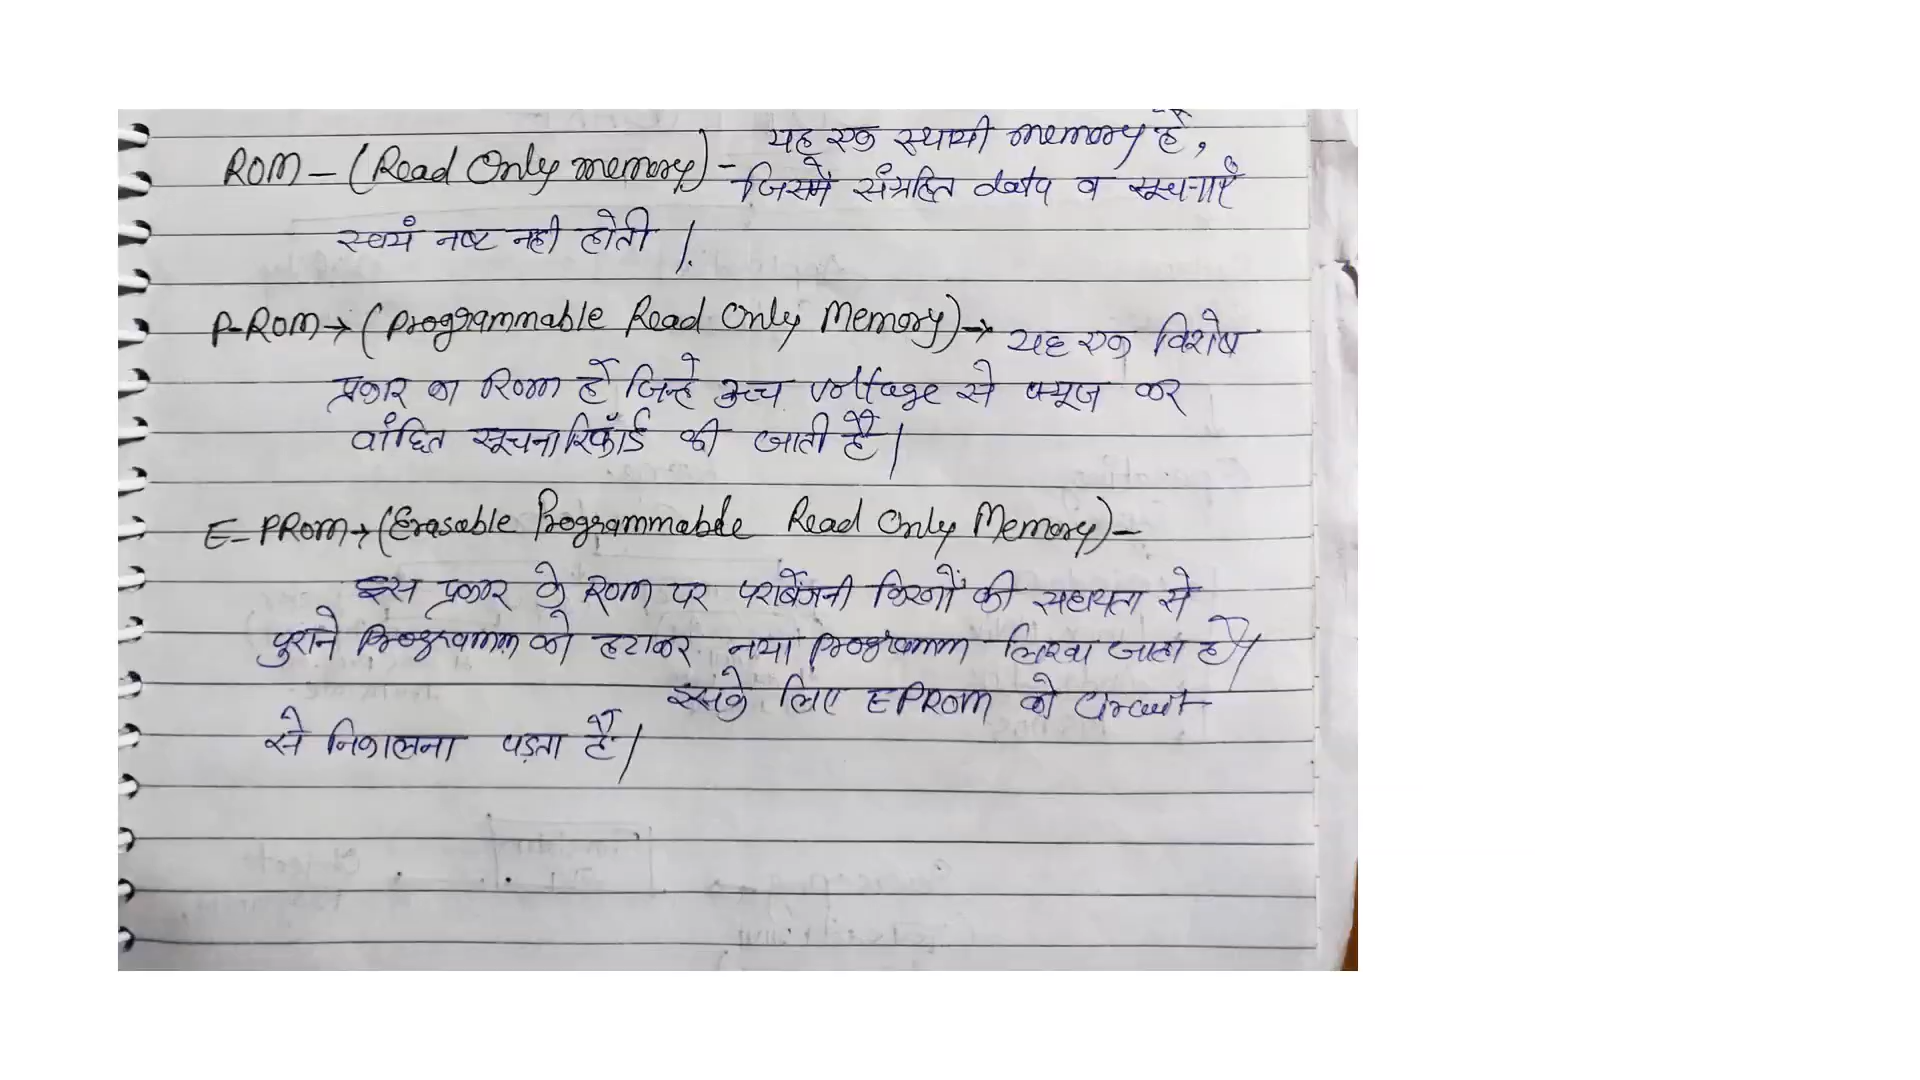 ROM – (Read Only memory) – यह एक स्थायी memory है,
जिसमें संग्रहित data व सूचनाएँ
स्वयं नष्ट नही होती |
P-ROM → (Programmable Read Only Memory) → यह एक विशेष
प्रकार का Rom हैं जिन्हे उच्च voltage से फ्यूज कर
वांछित सूचना रिकॉर्ड की जाती है |
E-PROM → (Erasable Programmable Read Only Memory) –
इस प्रकार के ROM पर पराबैंजनी किरणों की सहायता से
पुराने Programm को हटाकर नया Programm लिखा जाता है |
इसके लिए EPROM को Circuit
से निकालना पड़ता है |